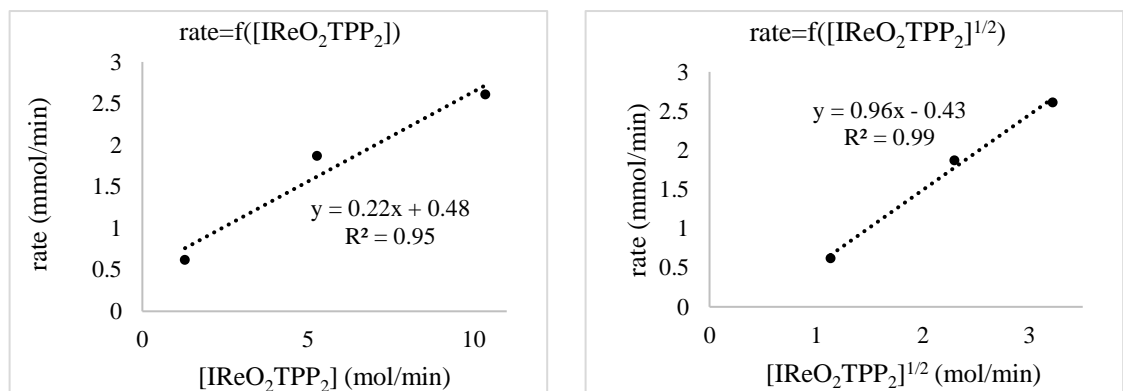 rate=f([IReO₂TPP₂])
3
2.5
2
1.5
1
0.5
0
rate (mmol/min)
y = 0.22x + 0.48
R² = 0.95
0 5 10
[IReO₂TPP₂] (mol/min)
rate=f([IReO₂TPP₂]¹/²)
3
2.5
2
1.5
1
0.5
0
rate (mmol/min)
y = 0.96x - 0.43
R² = 0.99
0 1 2 3
[IReO₂TPP₂]¹/² (mol/min)